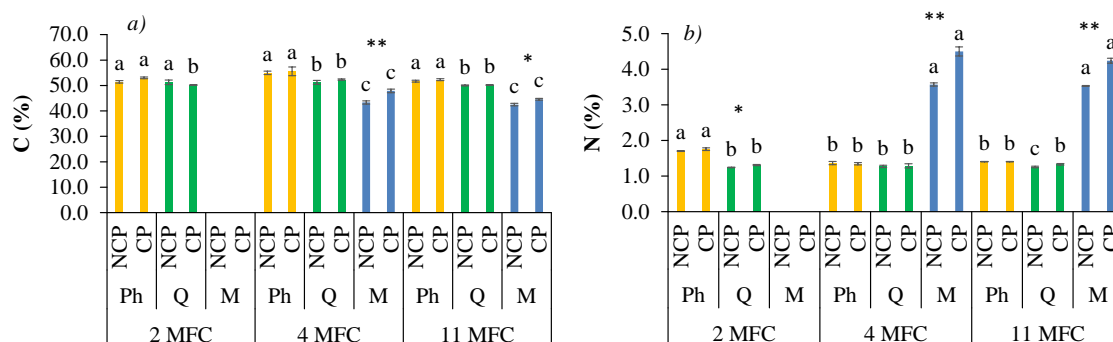 a)
C (%)
70.0
60.0
50.0
40.0
30.0
20.0
10.0
0.0
a a a b a a b b ** c c a a b b * c c
NCP CP NCP CP NCP CP NCP CP NCP CP NCP CP NCP CP NCP CP NCP CP
Ph Q M Ph Q M Ph Q M
2 MFC 4 MFC 11 MFC
b)
N (%)
5.0
4.0
3.0
2.0
1.0
0.0
a a * b b b b b b ** a a b b c b ** a a
NCP CP NCP CP NCP CP NCP CP NCP CP NCP CP NCP CP NCP CP NCP CP
Ph Q M Ph Q M Ph Q M
2 MFC 4 MFC 11 MFC